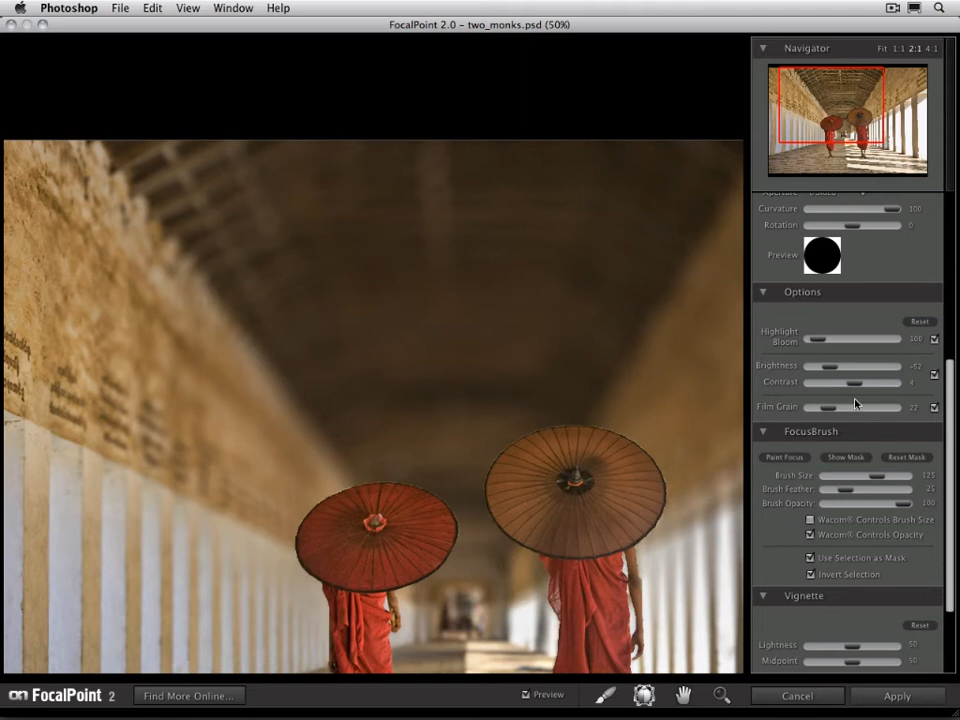 Photoshop File Edit View Window Help
FocalPoint 2.0 – two_monks.psd (50%)
Navigator Fit 1:1 2:1 4:1
Curvature 100
Rotation 0
Preview
Options
Reset
Highlight
Bloom 100
Brightness -52
Contrast 4
Film Grain 22
FocusBrush
Paint Focus Show Mask Reset Mask
Brush Size: 125
Brush Feather: 25
Brush Opacity: 100
Wacom® Controls Brush Size
Wacom® Controls Opacity
Use Selection as Mask
Invert Selection
Vignette
Reset
Lightness 50
Midpoint 50
on FocalPoint 2 Find More Online... Preview Cancel Apply